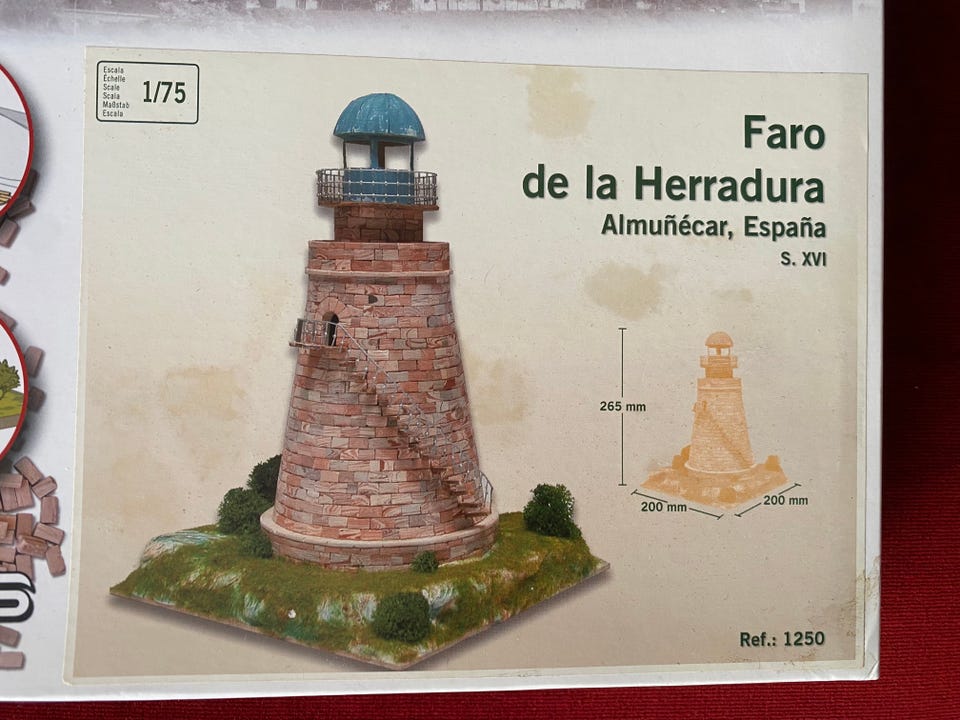 Escala
Échelle
Scale
Scala
Maßstab
Escala
1/75
Faro
de la Herradura
Almuñécar, España
S. XVI
265 mm
200 mm
200 mm
Ref.: 1250